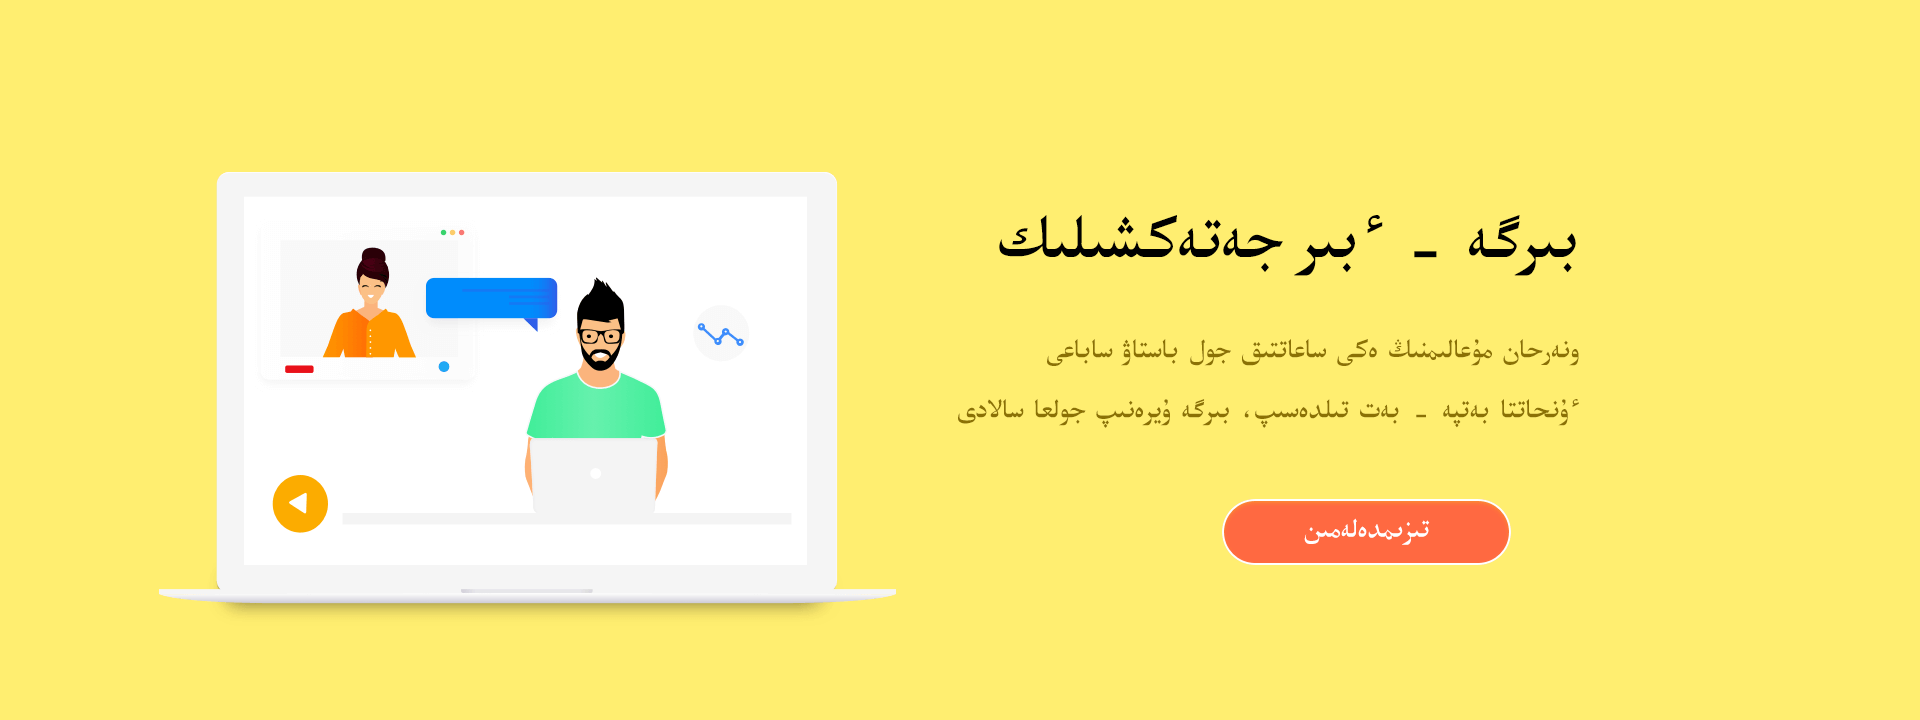 بىرگە - ٴبىر جەتەكشىلىك
ونەرحان مۇعالىمنىڭ ەكى ساعاتتىق جول باستاۋ ساباعى
ٴۇنحاتتا بەتپە - بەت تىلدەسىپ، بىرگە ۇيرەنىپ جولعا سالادى
تىزىمدەلەمىن